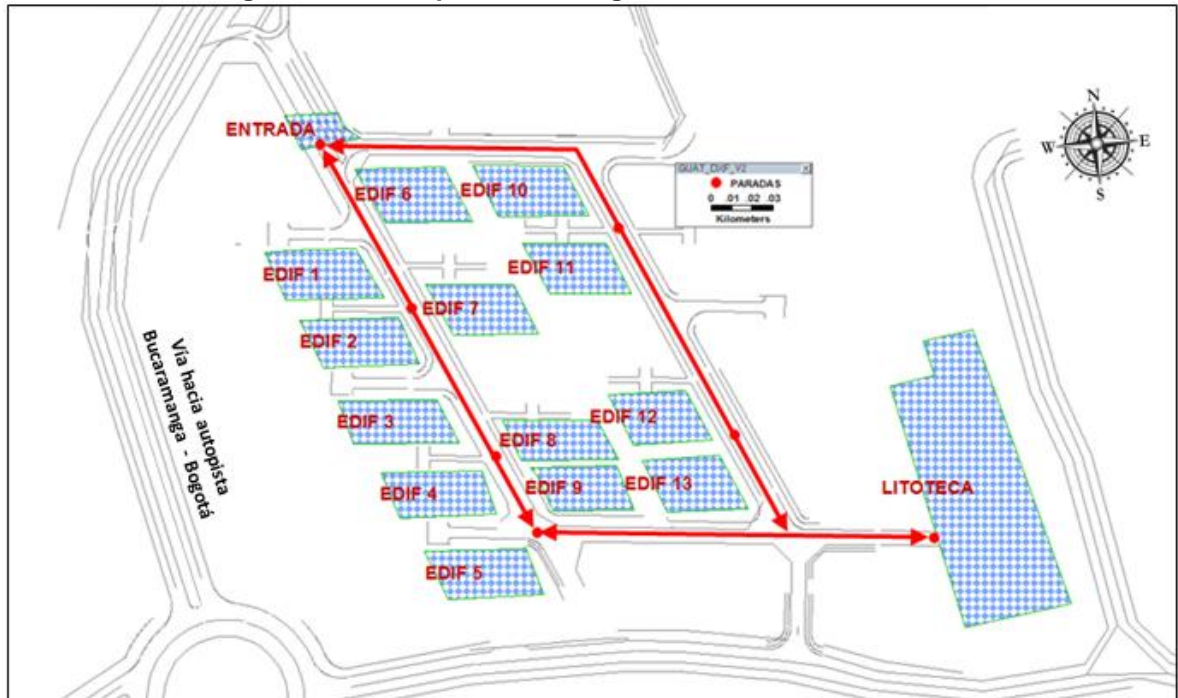 N
W E
S
ENTRADA
GUAT_DXF_V2
PARADAS
0 .01 .02 .03
Kilometers
EDIF 6
EDIF 10
EDIF 1
EDIF 11
EDIF 7
EDIF 2
Vía hacia autopista
Bucaramanga - Bogotá
EDIF 3
EDIF 12
EDIF 8
EDIF 4
EDIF 9
EDIF 13
LITOTECA
EDIF 5